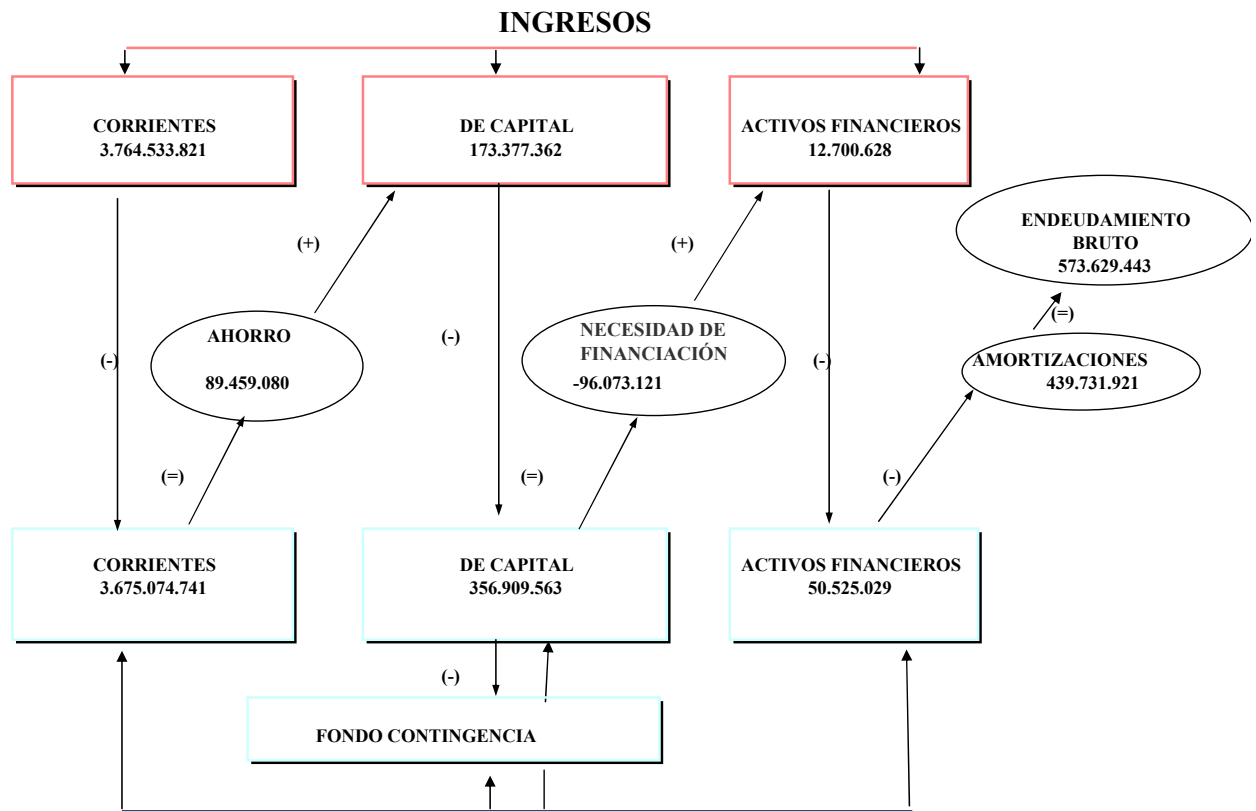 INGRESOS
CORRIENTES
3.764.533.821
DE CAPITAL
173.377.362
ACTIVOS FINANCIEROS
12.700.628
ENDEUDAMIENTO
BRUTO
573.629.443
(+)
(+)
(-)
AHORRO
89.459.080
(-)
NECESIDAD DE
FINANCIACIÓN
-96.073.121
(-)
(=)
AMORTIZACIONES
439.731.921
(=)
(=)
(-)
CORRIENTES
3.675.074.741
DE CAPITAL
356.909.563
ACTIVOS FINANCIEROS
50.525.029
(-)
FONDO CONTINGENCIA